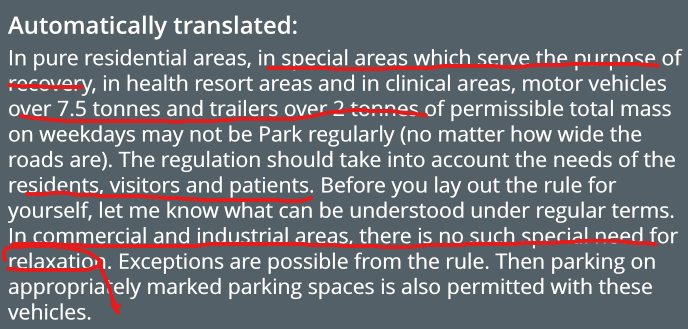 Automatically translated:
In pure residential areas, in special areas which serve the purpose of
recovery, in health resort areas and in clinical areas, motor vehicles
over 7.5 tonnes and trailers over 2 tonnes of permissible total mass
on weekdays may not be Park regularly (no matter how wide the
roads are). The regulation should take into account the needs of the
residents, visitors and patients. Before you lay out the rule for
yourself, let me know what can be understood under regular terms.
In commercial and industrial areas, there is no such special need for
relaxation. Exceptions are possible from the rule. Then parking on
appropriately marked parking spaces is also permitted with these
vehicles.